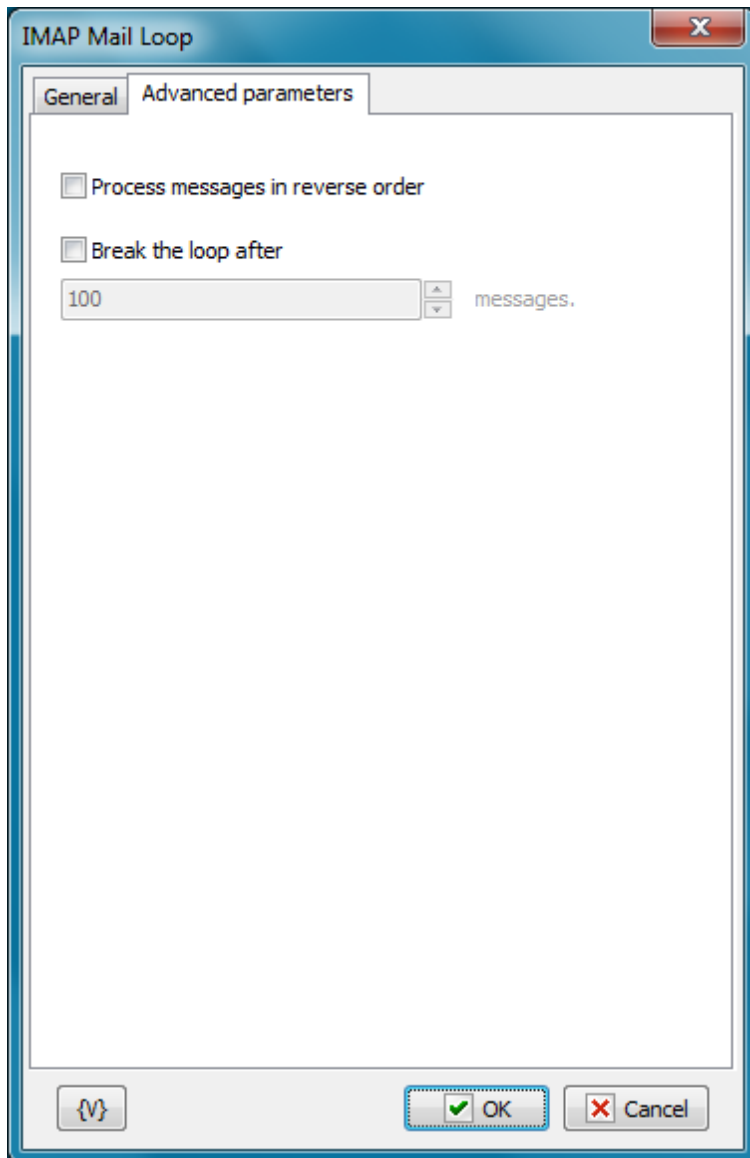 IMAP Mail Loop
General Advanced parameters
Process messages in reverse order
Break the loop after
100 messages.
{V} OK Cancel